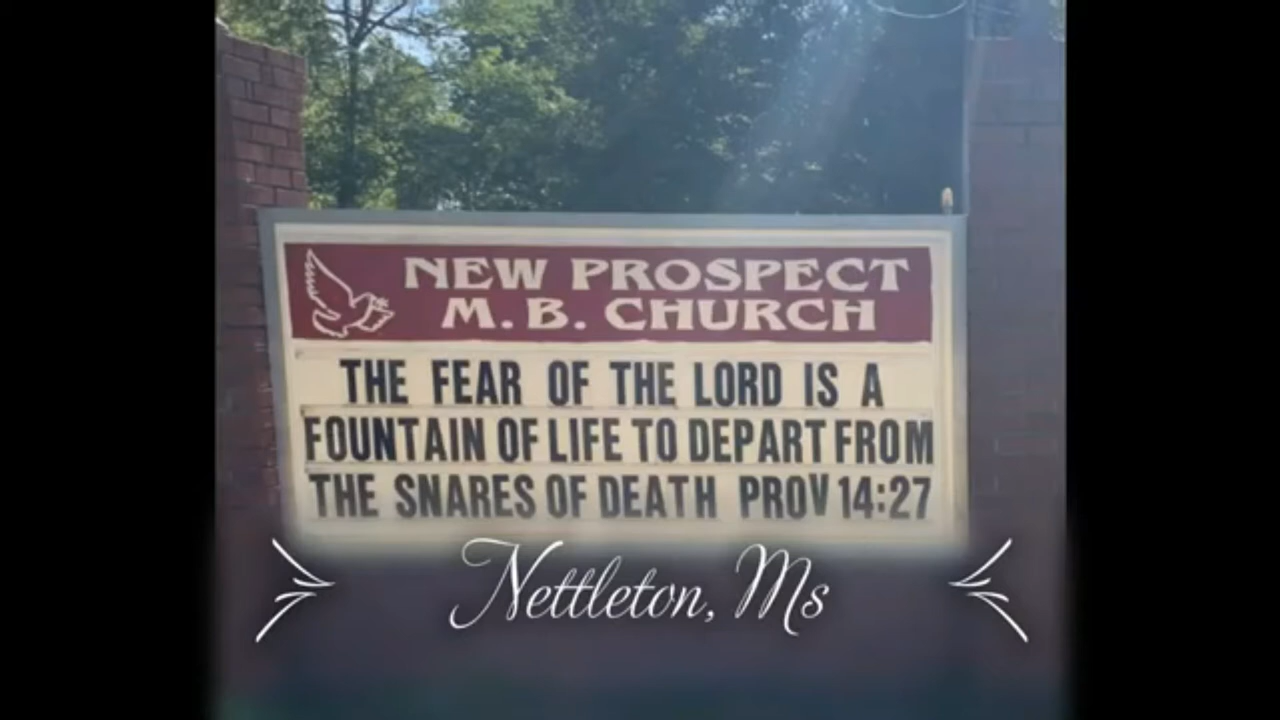 NEW PROSPECT
M. B. CHURCH
THE FEAR OF THE LORD IS A
FOUNTAIN OF LIFE TO DEPART FROM
THE SNARES OF DEATH PROV 14:27
Nettleton, Ms